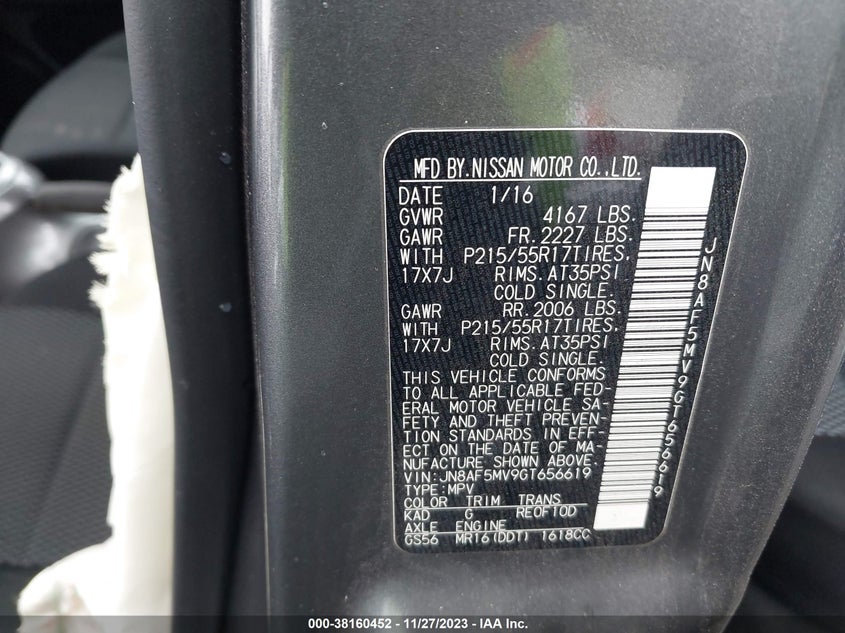 MFD BY. NISSAN MOTOR CO., LTD.
DATE 1/16
GVWR 4167 LBS.
GAWR FR. 2227 LBS.
WITH P215/55R17TIRES.
17X7J RIMS. AT35PSI
COLD SINGLE.
GAWR RR. 2006 LBS.
WITH P215/55R17TIRES.
17X7J RIMS. AT35PSI
COLD SINGLE.
THIS VEHICLE CONFORMS
TO ALL APPLICABLE FED-
ERAL MOTOR VEHICLE SA-
FETY AND THEFT PREVEN-
TION STANDARDS IN EFF-
ECT ON THE DATE OF MA-
NUFACTURE SHOWN ABOVE.
VIN: JN8AF5MV9GT656619
TYPE: MPV
COLOR TRIM TRANS
KAD G RE0F10D
AXLE ENGINE
GS56 MR16(DDT) 1618CC
JN8AF5MV9GT656619
000-38160452 - 11/27/2023 - IAA Inc.